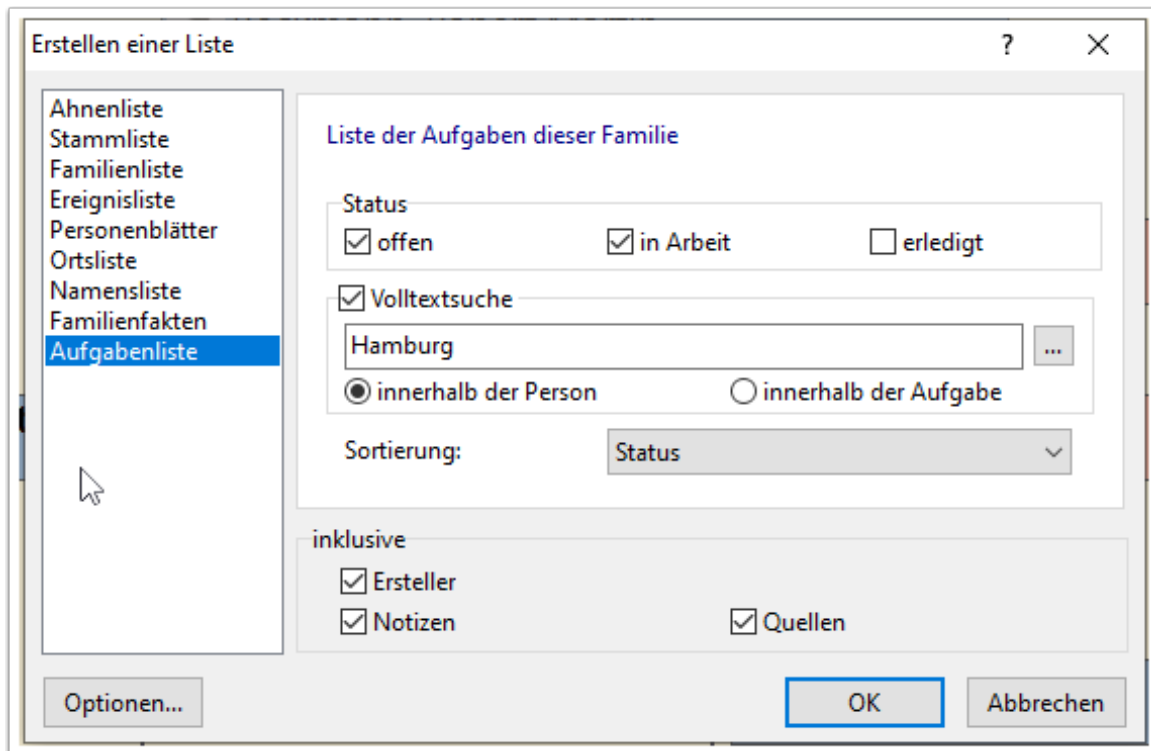 Erstellen einer Liste
?
Ahnenliste
Stammliste
Familienliste
Ereignisliste
Personenblätter
Ortsliste
Namensliste
Familienfakten
Aufgabenliste
Liste der Aufgaben dieser Familie
Status
offen in Arbeit erledigt
Volltextsuche
Hamburg ...
innerhalb der Person innerhalb der Aufgabe
Sortierung: Status
inklusive
Ersteller
Notizen Quellen
Optionen... OK Abbrechen